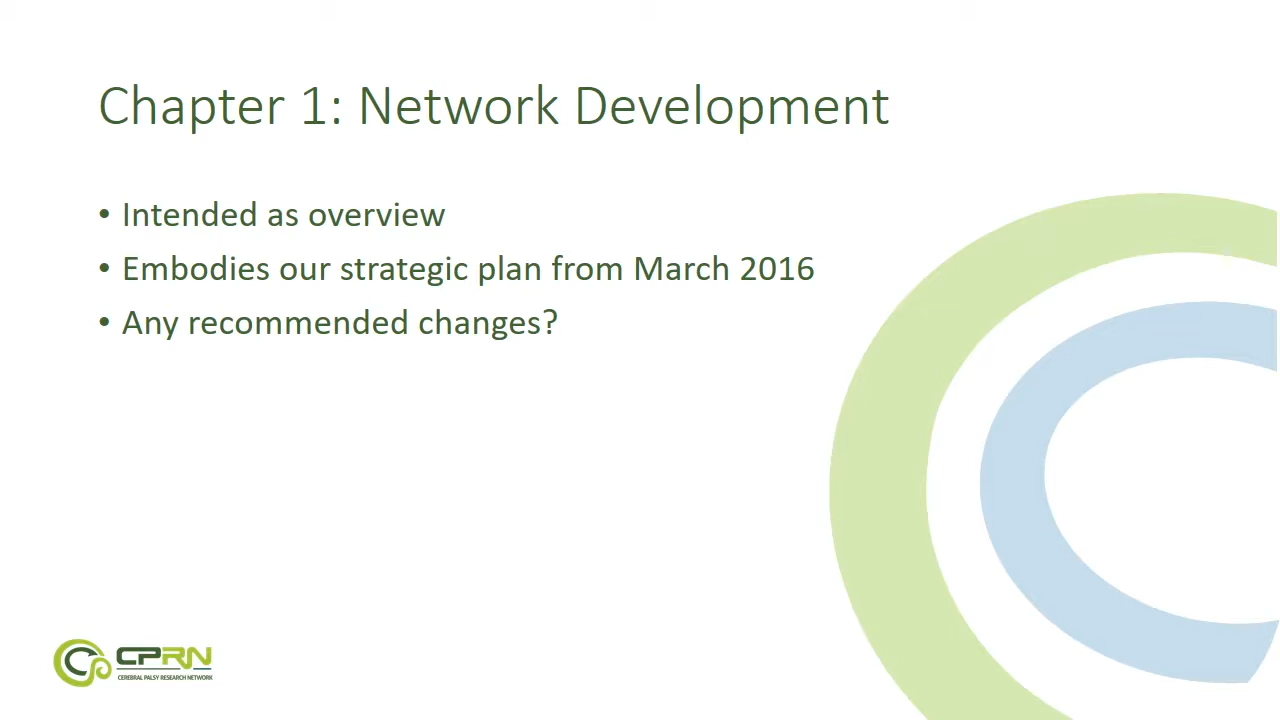 Chapter 1: Network Development
• Intended as overview
• Embodies our strategic plan from March 2016
• Any recommended changes?
CPRN
CEREBRAL PALSY RESEARCH NETWORK